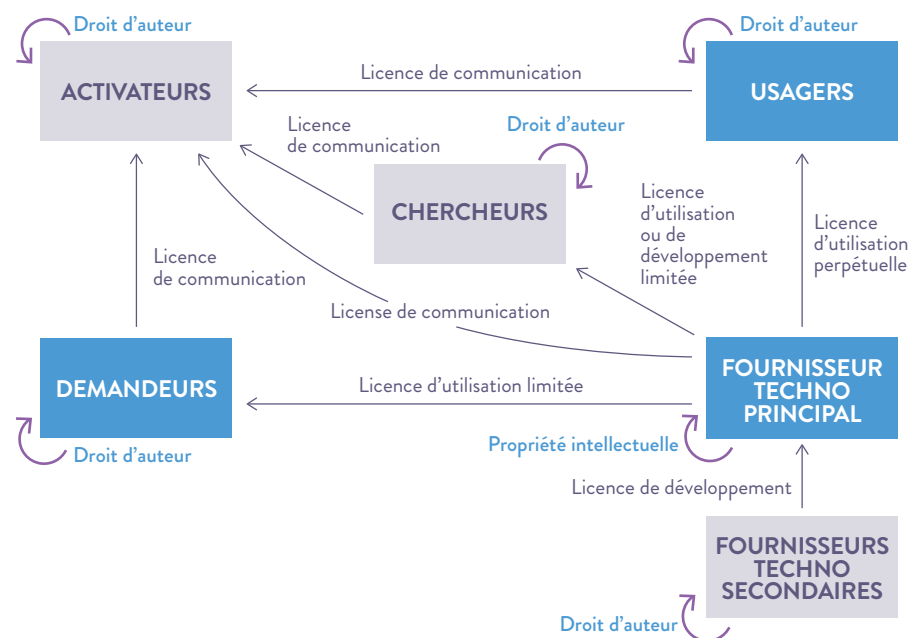 Droit d'auteur
Droit d'auteur
ACTIVATEURS
Licence de communication
USAGERS
Licence
de communication
Droit d'auteur
CHERCHEURS
Licence
d'utilisation
ou de
développement
limitée
Licence
d'utilisation
perpétuelle
Licence
de communication
License de communication
DEMANDEURS
Licence d'utilisation limitée
FOURNISSEUR
TECHNO
PRINCIPAL
Droit d'auteur
Propriété intellectuelle
Licence de développement
FOURNISSEURS
TECHNO
SECONDAIRES
Droit d'auteur